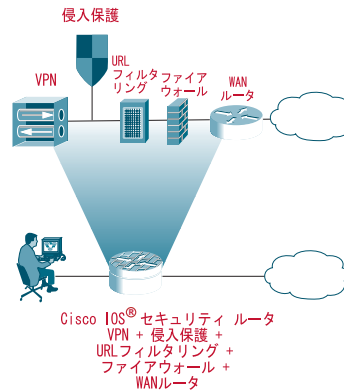 侵入保護
VPN
URL
フィルタ
リング
ファイア
ウォール
WAN
ルータ
Cisco IOS® セキュリティ ルータ
VPN + 侵入保護 +
URLフィルタリング +
ファイアウォール +
WANルータ